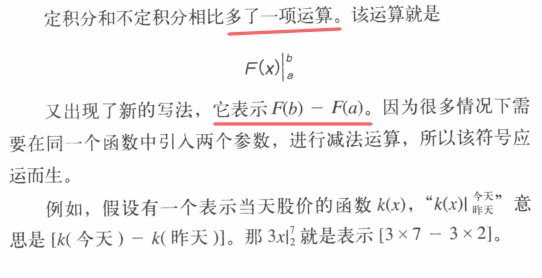 定积分和不定积分相比多了一项运算。该运算就是
F(x)|ᵇₐ
又出现了新的写法，它表示 F(b) − F(a)。因为很多情况下需
要在同一个函数中引入两个参数，进行减法运算，所以该符号应
运而生。
例如，假设有一个表示当天股价的函数 k(x)，“k(x)|今天昨天” 意
思是 [k( 今天 ) − k( 昨天 )]。那 3x|⁷₂ 就是表示 [3×7 − 3×2]。